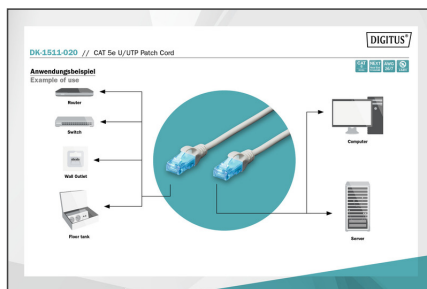 DIGITUS®
DK-1511-020 // CAT 5e U/UTP Patch Cord
Anwendungsbeispiel
Example of use
Router
Switch
Wall Outlet
Floor tank
Computer
Server